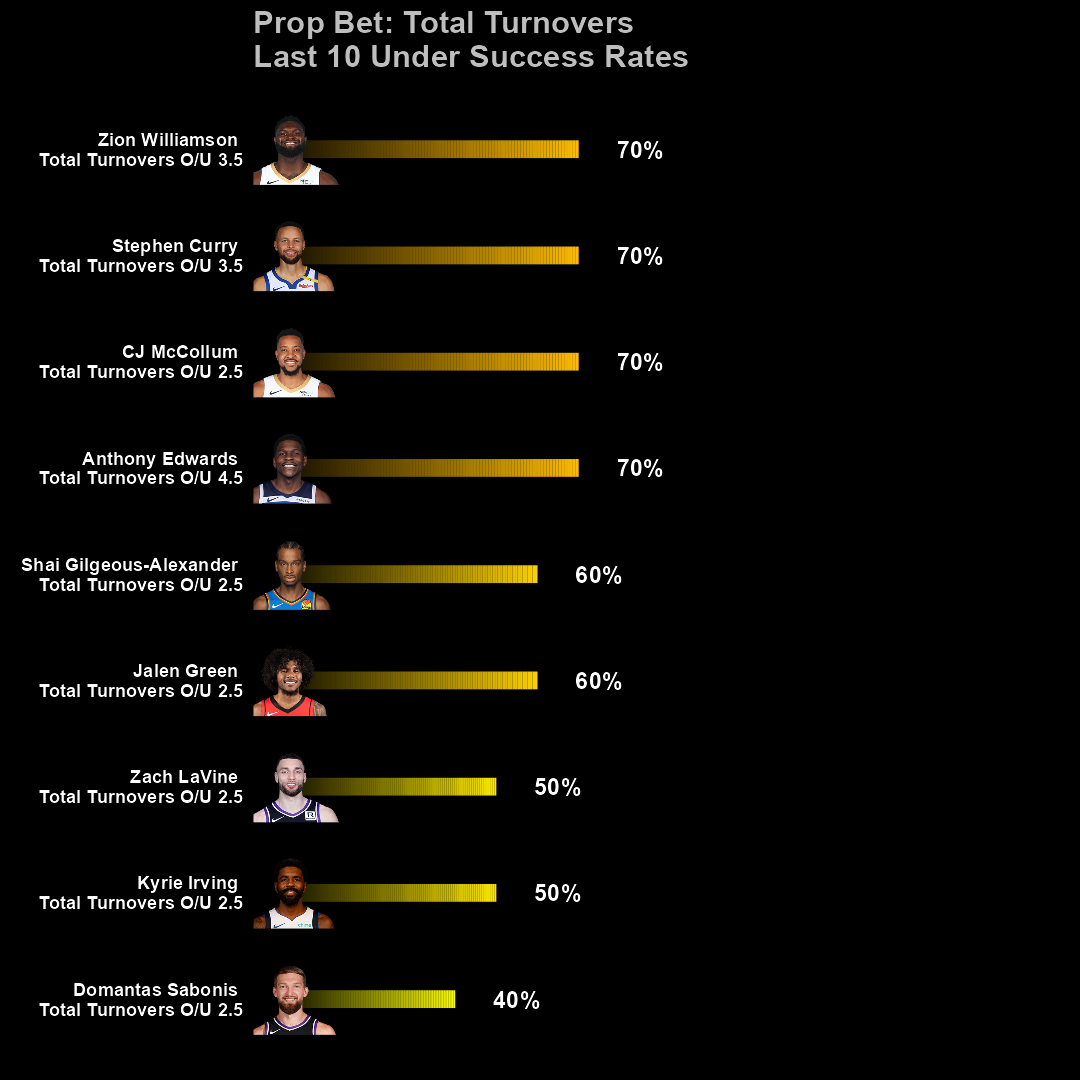 Prop Bet: Total Turnovers
Last 10 Under Success Rates
Zion Williamson
Total Turnovers O/U 3.5
70%
Stephen Curry
Total Turnovers O/U 3.5
70%
CJ McCollum
Total Turnovers O/U 2.5
70%
Anthony Edwards
Total Turnovers O/U 4.5
70%
Shai Gilgeous-Alexander
Total Turnovers O/U 2.5
60%
Jalen Green
Total Turnovers O/U 2.5
60%
Zach LaVine
Total Turnovers O/U 2.5
50%
Kyrie Irving
Total Turnovers O/U 2.5
50%
Domantas Sabonis
Total Turnovers O/U 2.5
40%